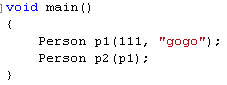 void main()
{
    Person p1(111, "gogo");
    Person p2(p1);
}